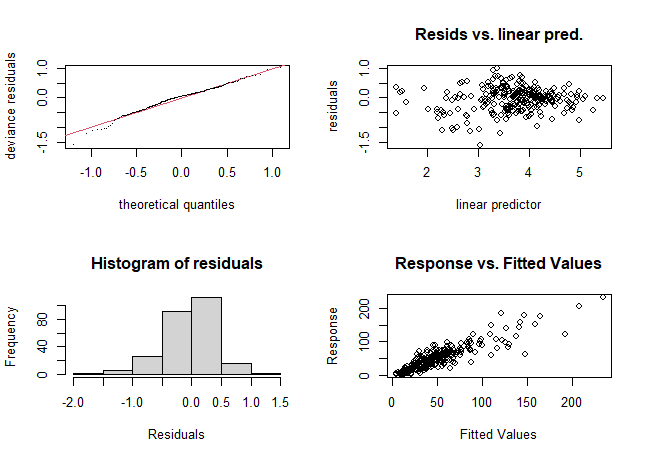 deviance residuals
-1.5 0.0 1.0
-1.0 -0.5 0.0 0.5 1.0
theoretical quantiles
Resids vs. linear pred.
residuals
-1.5 0.0 1.0
2 3 4 5
linear predictor
Histogram of residuals
Frequency
0 40 80
-2.0 -1.0 0.0 0.5 1.5
Residuals
Response vs. Fitted Values
Response
0 100 200
0 50 100 150 200
Fitted Values